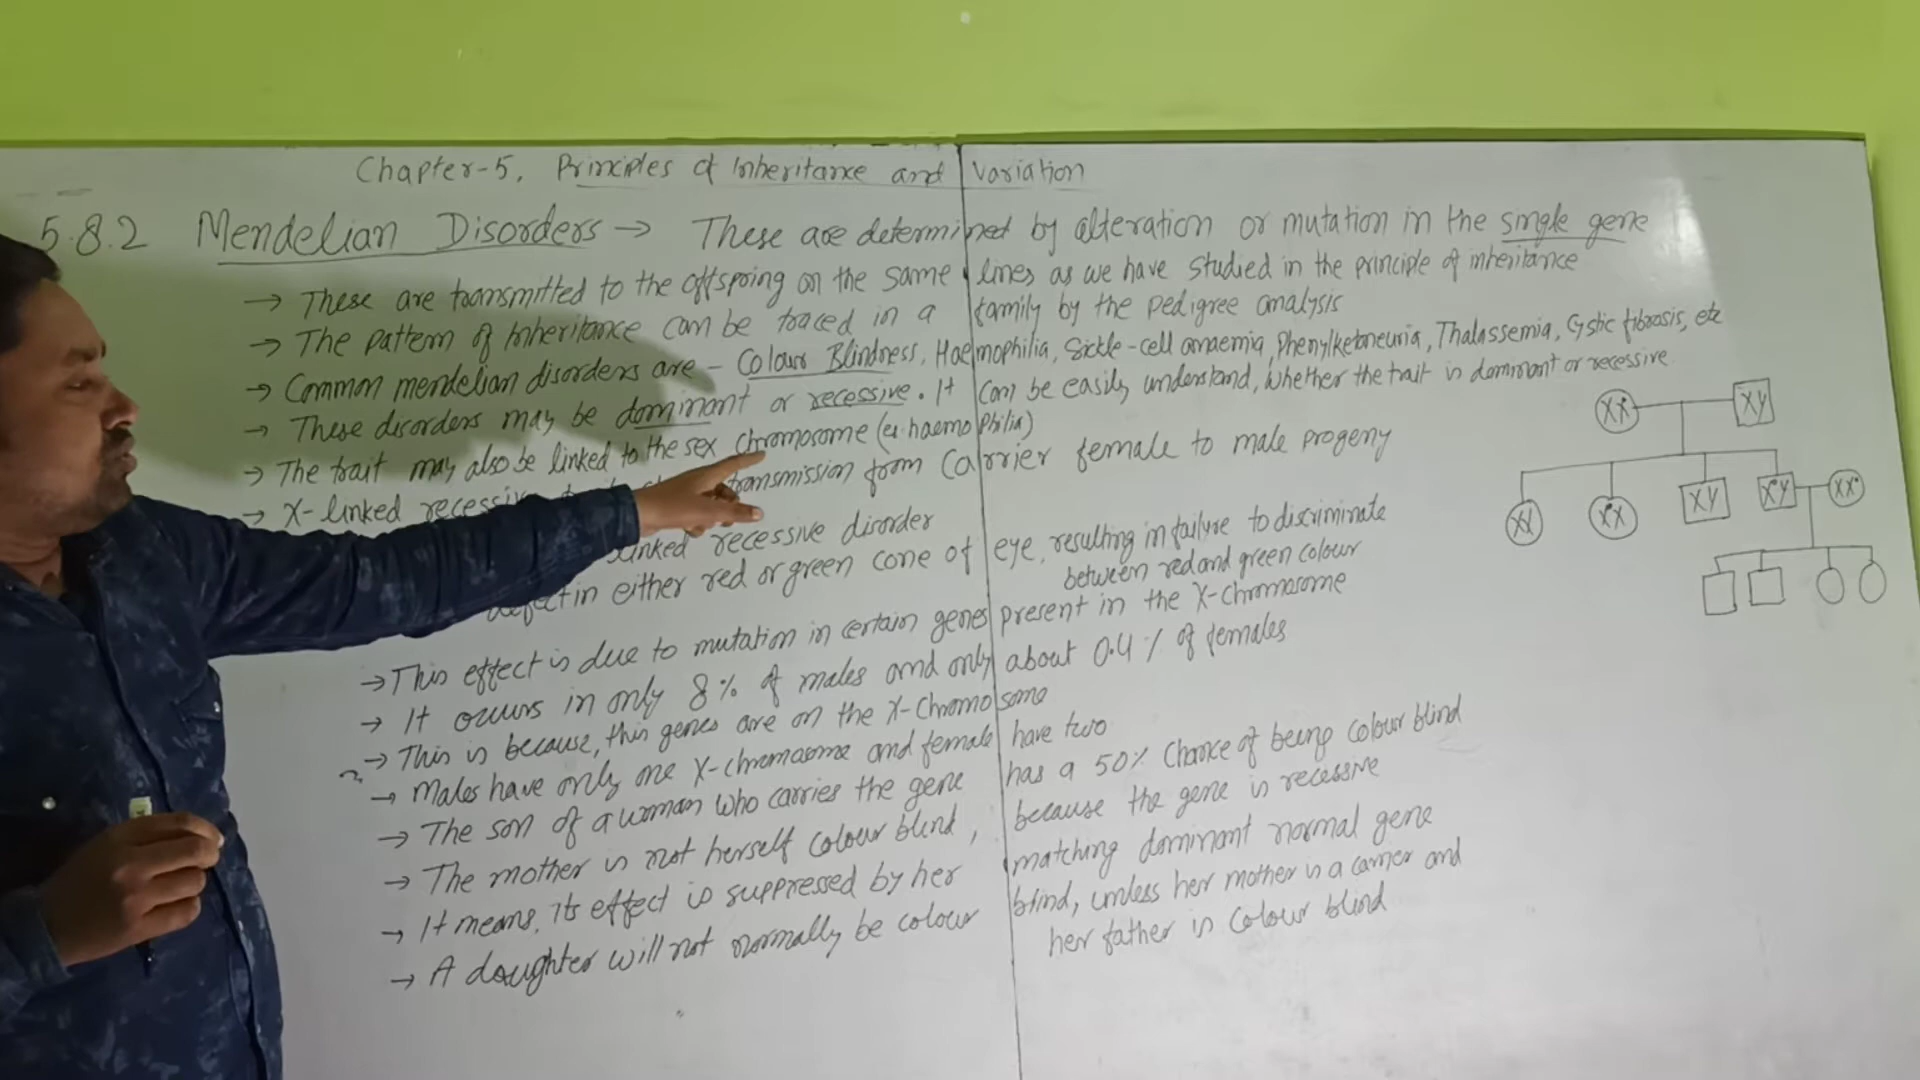 Chapter-5. Principles of Inheritance and Variation
5.8.2 Mendelian Disorders → These are determined by alteration or mutation in the single gene
→ These are transmitted to the offspring on the same lines as we have studied in the principle of inheritance
→ The pattern of Inheritance can be traced in a family by the pedigree analysis
→ Common mendelian disorders are - Colour Blindness, Haemophilia, Sickle-cell anaemia, Phenylketoneuria, Thalassemia, Cystic fibrosis, etc
→ These disorders may be dominant or recessive. It can be easily understand, whether the trait is dominant or recessive
→ The trait may also be linked to the sex chromosome (ex. haemophilia)
→ X-linked recessive transmission from carrier female to male progeny
linked recessive disorder
defect in either red or green cone of eye, resulting in failure to discriminate
between red and green colour
→ This effect is due to mutation in certain genes present in the X-chromosome
→ It occurs in only 8% of males and only about 0.4% of females
→ This is because, this genes are on the X-Chromosome
→ Males have only one X-chromosome and female have two
→ The son of a woman who carries the gene has a 50% chance of being colour blind
→ The mother is not herself colour blind, because the gene is recessive
→ It means, its effect is suppressed by her matching dominant normal gene
→ A daughter will not normally be colour blind, unless her mother is a carrier and
her father is colour blind
XX XY
XX XX XY XY XX